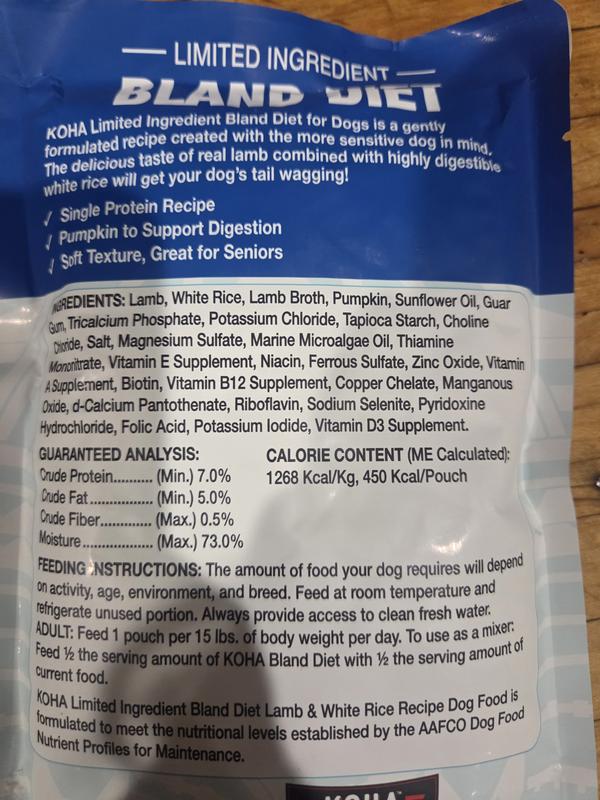 LIMITED INGREDIENT
BLAND DIET
KOHA Limited Ingredient Bland Diet for Dogs is a gently
formulated recipe created with the more sensitive dog in mind.
The delicious taste of real lamb combined with highly digestible
white rice will get your dog's tail wagging!
✓ Single Protein Recipe
✓ Pumpkin to Support Digestion
✓ Soft Texture, Great for Seniors
INGREDIENTS: Lamb, White Rice, Lamb Broth, Pumpkin, Sunflower Oil, Guar
Gum, Tricalcium Phosphate, Potassium Chloride, Tapioca Starch, Choline
Chloride, Salt, Magnesium Sulfate, Marine Microalgae Oil, Thiamine
Mononitrate, Vitamin E Supplement, Niacin, Ferrous Sulfate, Zinc Oxide, Vitamin
A Supplement, Biotin, Vitamin B12 Supplement, Copper Chelate, Manganous
Oxide, d-Calcium Pantothenate, Riboflavin, Sodium Selenite, Pyridoxine
Hydrochloride, Folic Acid, Potassium Iodide, Vitamin D3 Supplement.
GUARANTEED ANALYSIS:
Crude Protein.......... (Min.) 7.0%
Crude Fat.............. (Min.) 5.0%
Crude Fiber............. (Max.) 0.5%
Moisture.................. (Max.) 73.0%
CALORIE CONTENT (ME Calculated):
1268 Kcal/Kg, 450 Kcal/Pouch
FEEDING INSTRUCTIONS: The amount of food your dog requires will depend
on activity, age, environment, and breed. Feed at room temperature and
refrigerate unused portion. Always provide access to clean fresh water.
ADULT: Feed 1 pouch per 15 lbs. of body weight per day. To use as a mixer:
Feed ½ the serving amount of KOHA Bland Diet with ½ the serving amount of
current food.
KOHA Limited Ingredient Bland Diet Lamb & White Rice Recipe Dog Food is
formulated to meet the nutritional levels established by the AAFCO Dog Food
Nutrient Profiles for Maintenance.
KOHA